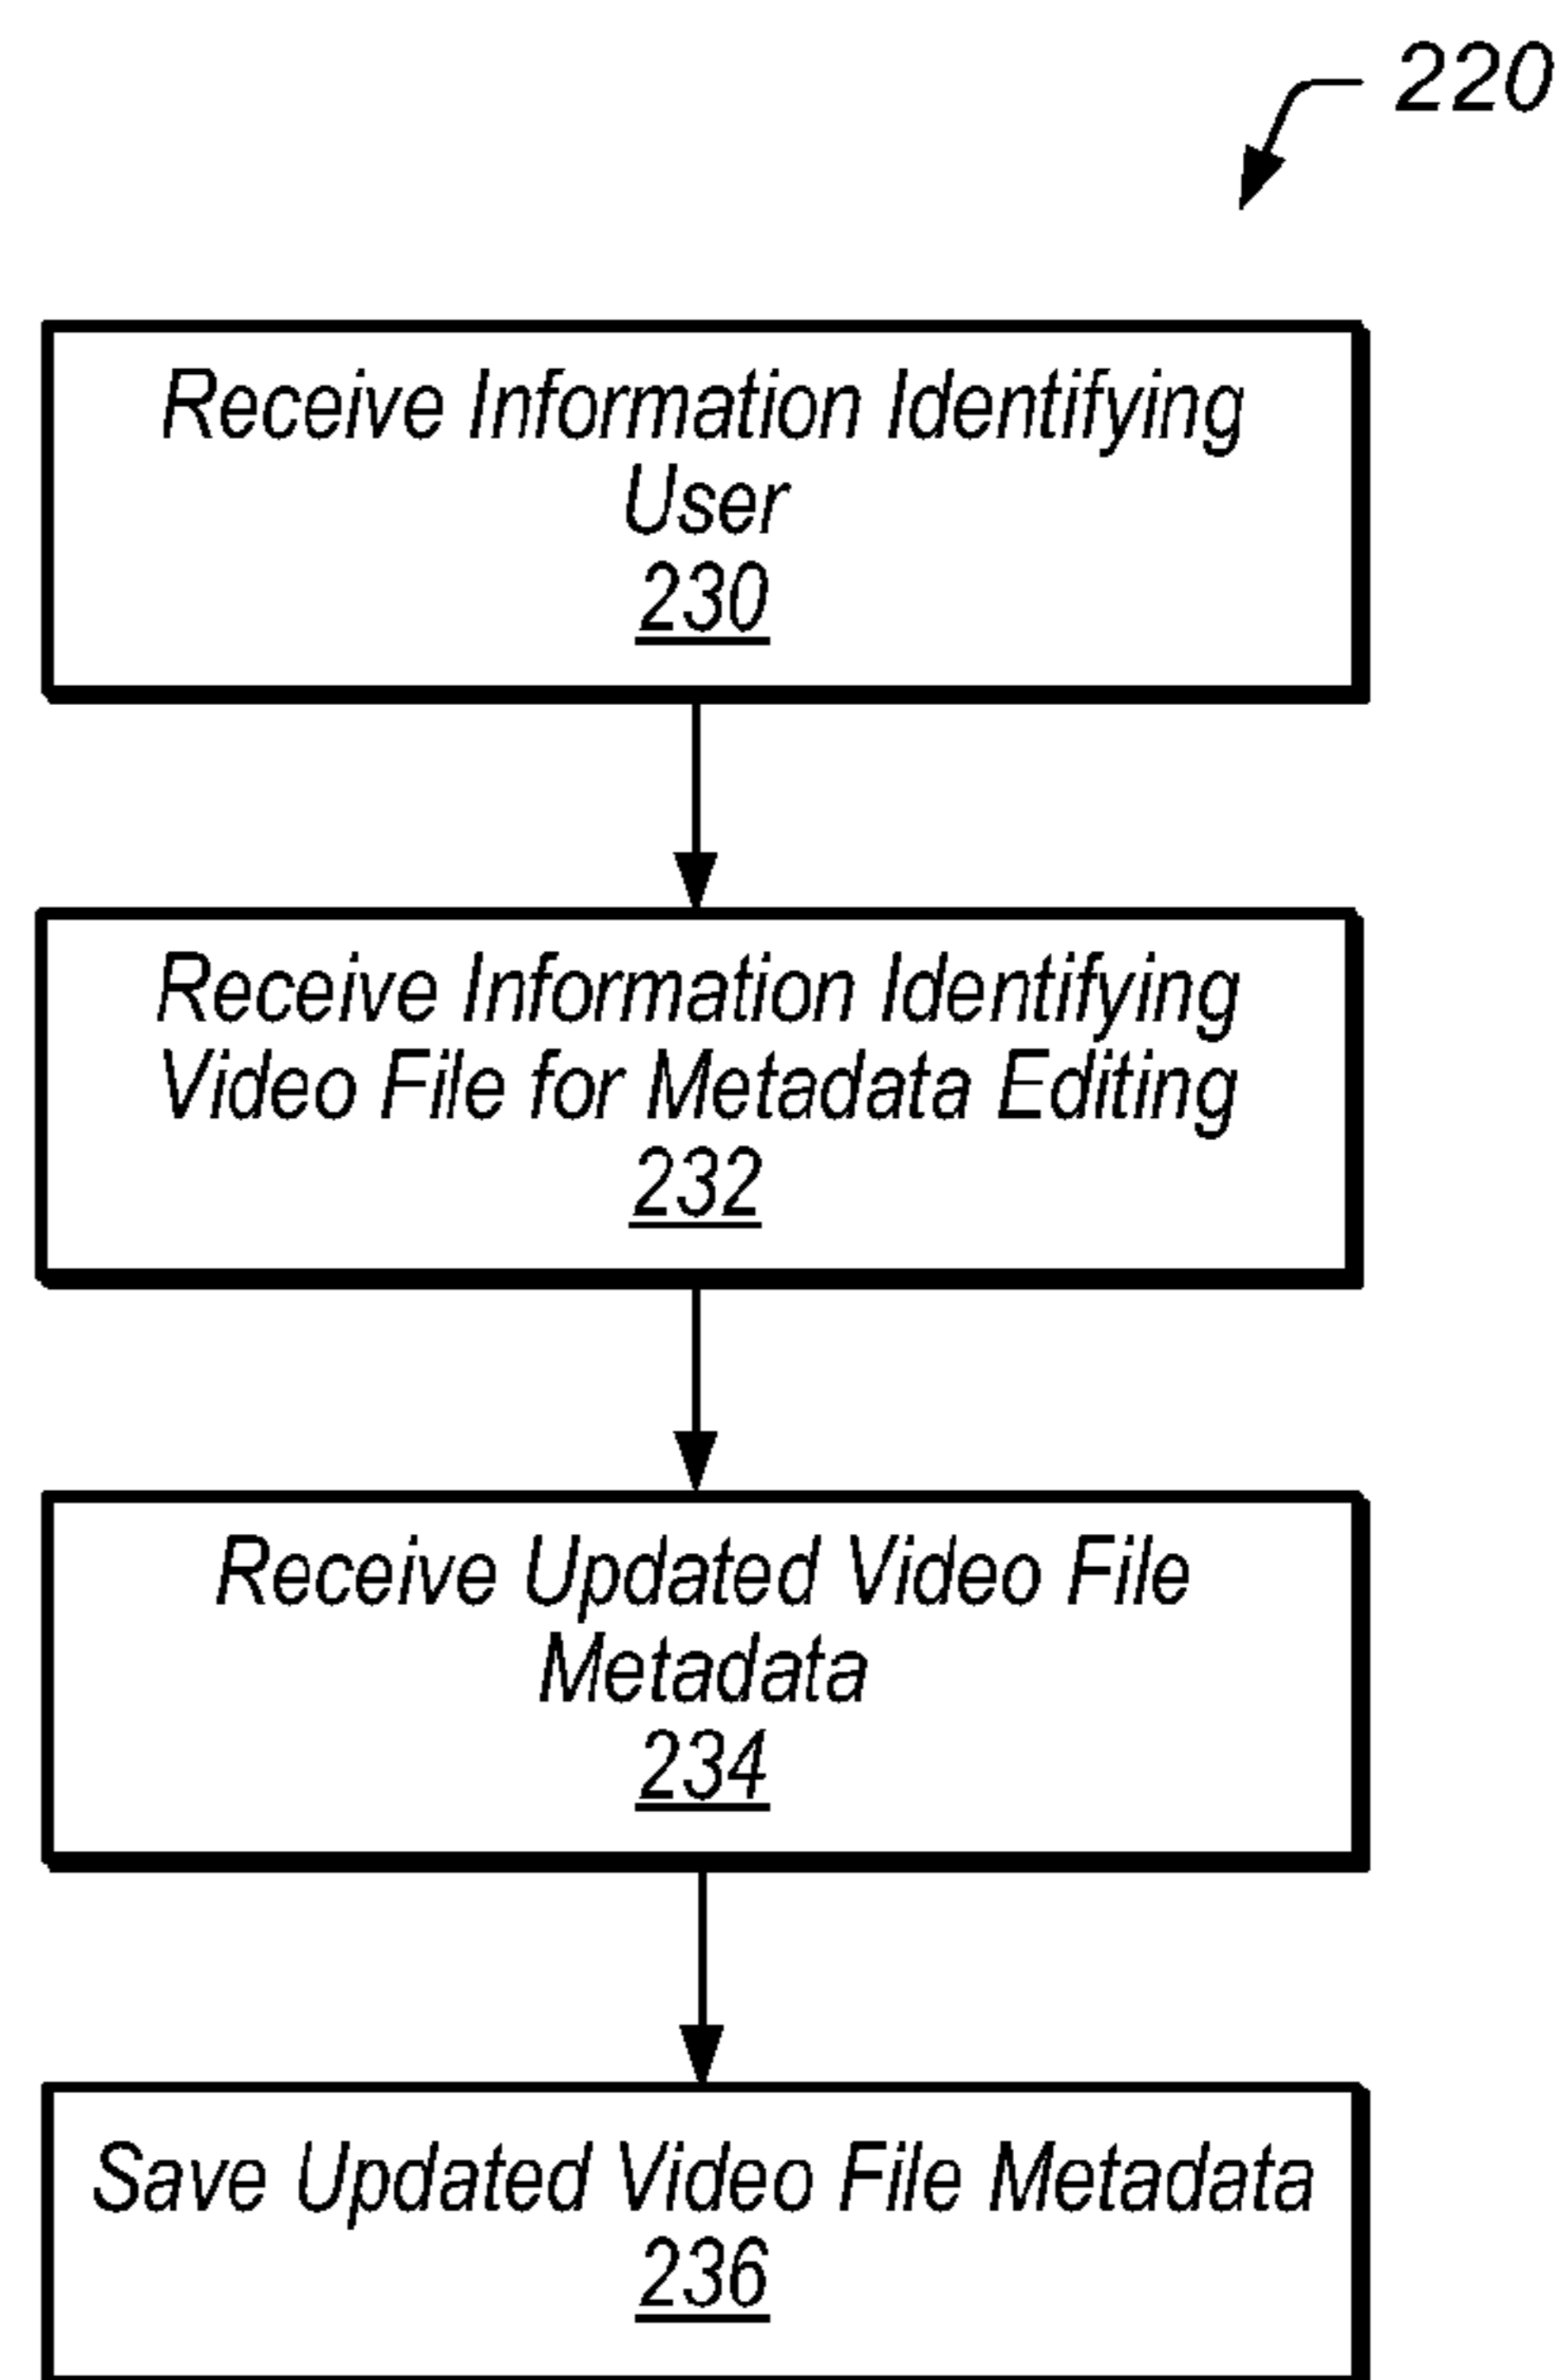 220
Receive Information Identifying
User
230
Receive Information Identifying
Video File for Metadata Editing
232
Receive Updated Video File
Metadata
234
Save Updated Video File Metadata
236